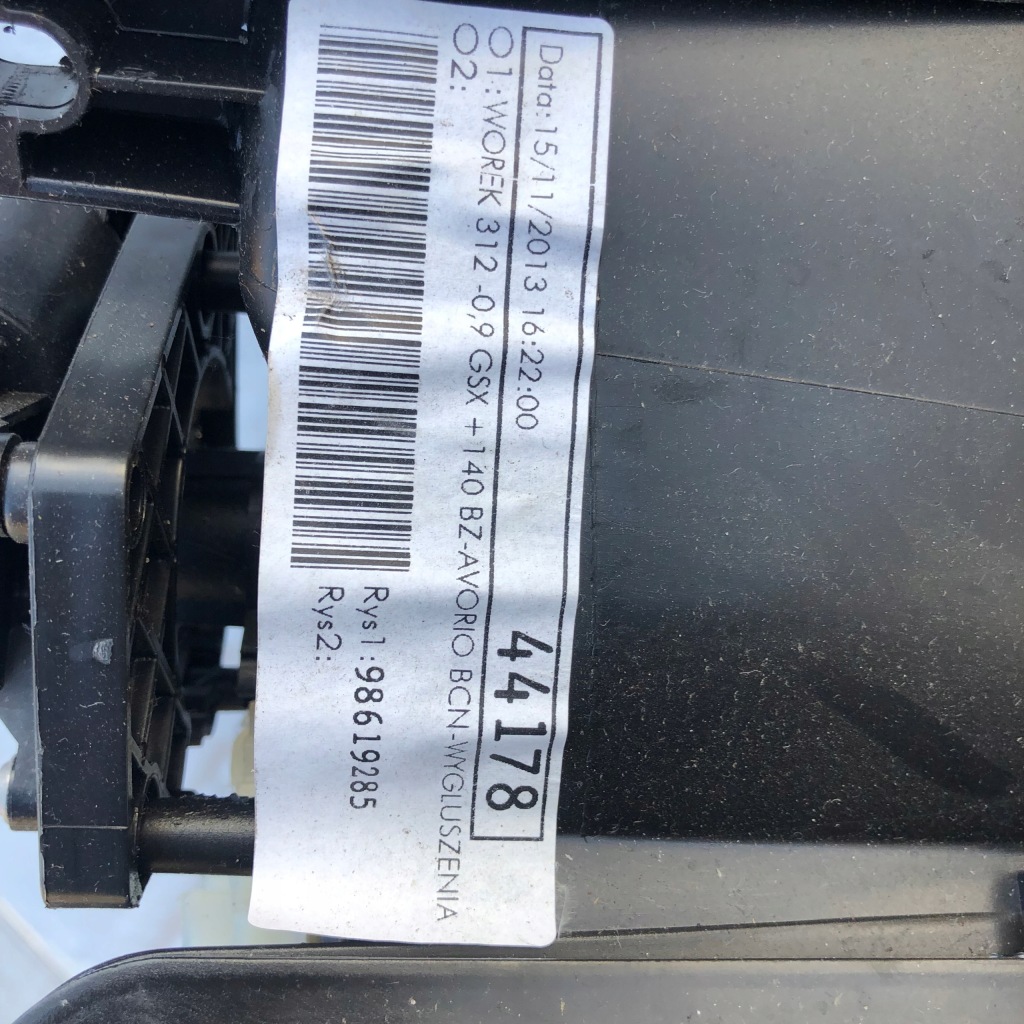 Data:15/11/2013 16:22:00
44178
O1:WOREK 312 -0,9 GSX +140 BZ-AVORIO BCN-WYGLUSZENIA
O2:
Rys1:98619285
Rys2: